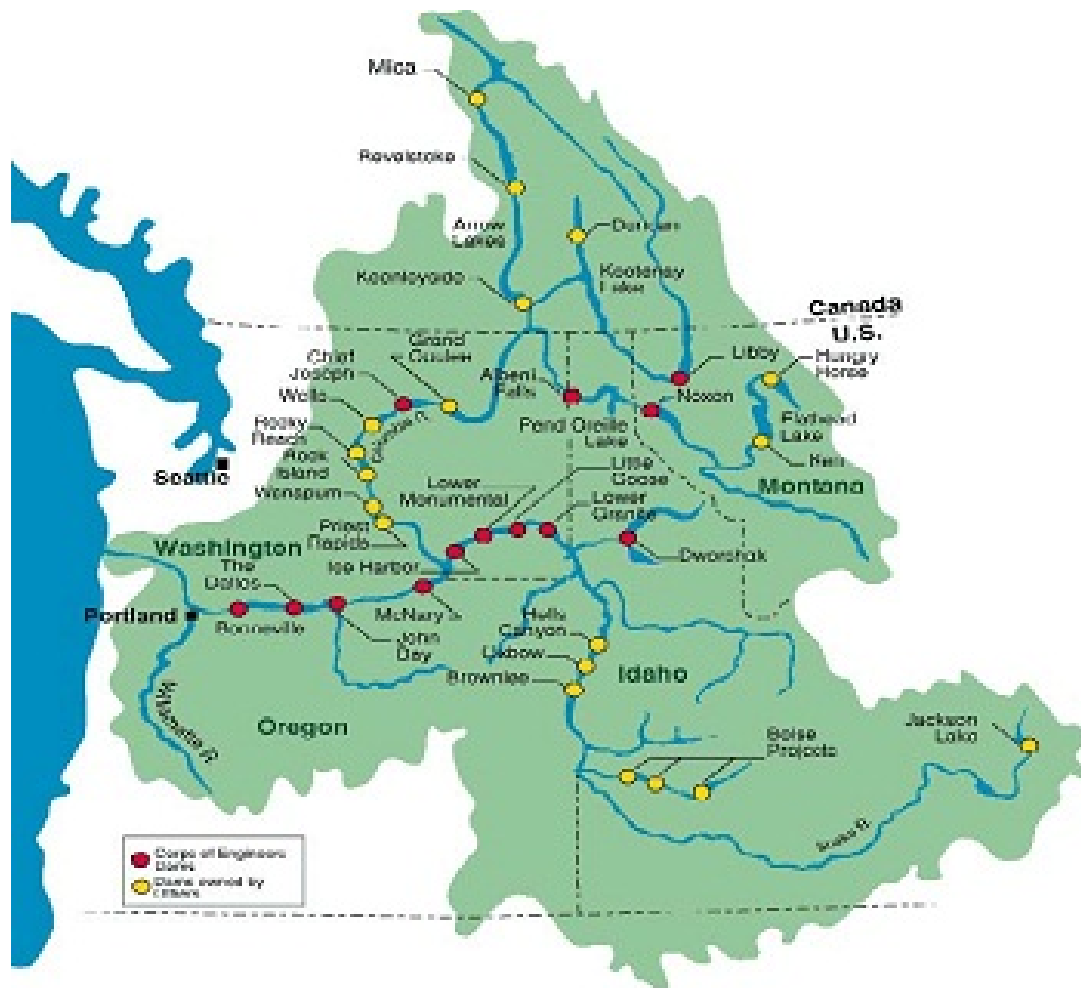 Mica
Revelstoke
Arrow
Lakes
Duncan
Keenleyside
Kootenay
Lake
Canada
U.S.
Grand
Coulee
Chief
Joseph
Libby
Hungry
Horse
Albeni
Falls
Noxon
Wells
Columbia R.
Pend Oreille
Lake
Flathead
Lake
Rocky
Reach
Rock
Island
Kerr
Little
Goose
Seattle
Lower
Monumental
Wanapum
Lower
Granite
Montana
Priest
Rapids
Washington
Ice Harbor
Dworshak
The
Dalles
Portland
Bonneville
McNary
John
Day
Hells
Canyon
Oxbow
Brownlee
Idaho
Willamette R.
Oregon
Boise
Projects
Jackson
Lake
Snake R.
Corps of Engineers
Dams
Dams owned by
Others